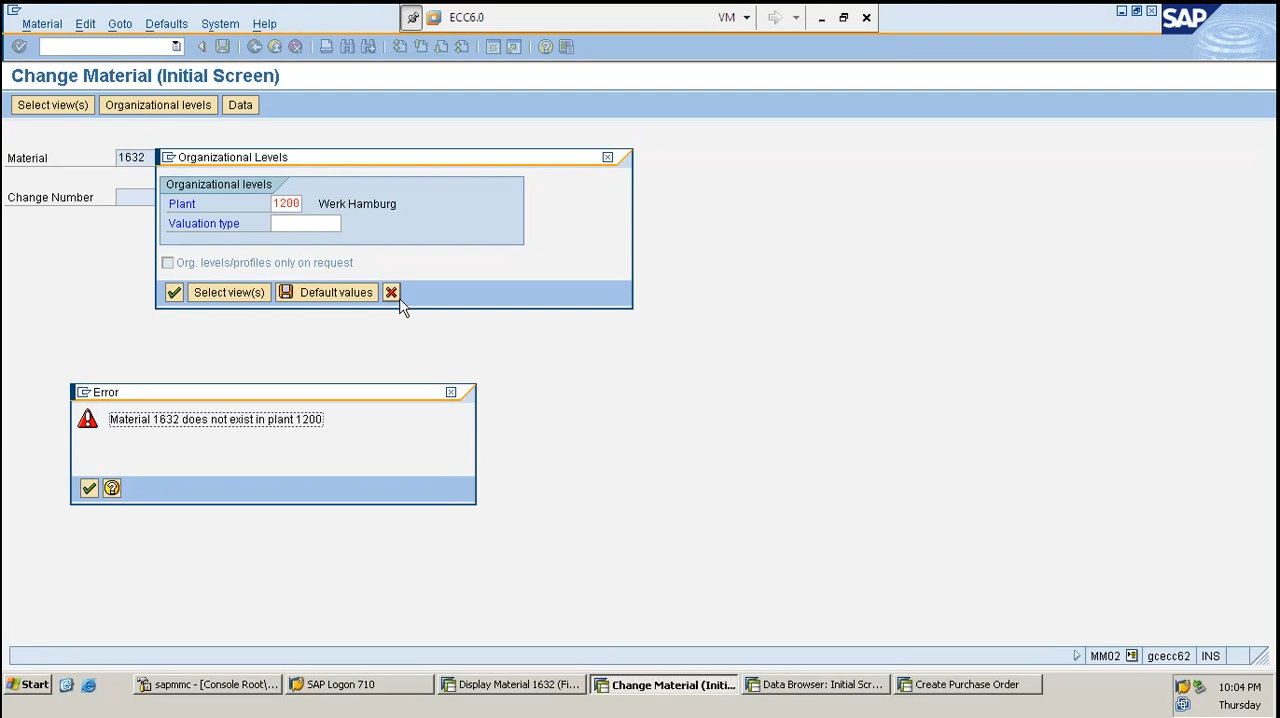 Material Edit Goto Defaults System Help
ECC6.0
VM
SAP
Change Material (Initial Screen)
Select view(s) Organizational levels Data
Material 1632
Change Number
Organizational Levels
Organizational levels
Plant 1200 Werk Hamburg
Valuation type
Org. levels/profiles only on request
Select view(s) Default values
Error
Material 1632 does not exist in plant 1200
MM02 gcecc62 INS
Start sapmmc - [Console Root\... SAP Logon 710 Display Material 1632 (Fi... Change Material (Initi... Data Browser: Initial Scr... Create Purchase Order 10:04 PM
Thursday